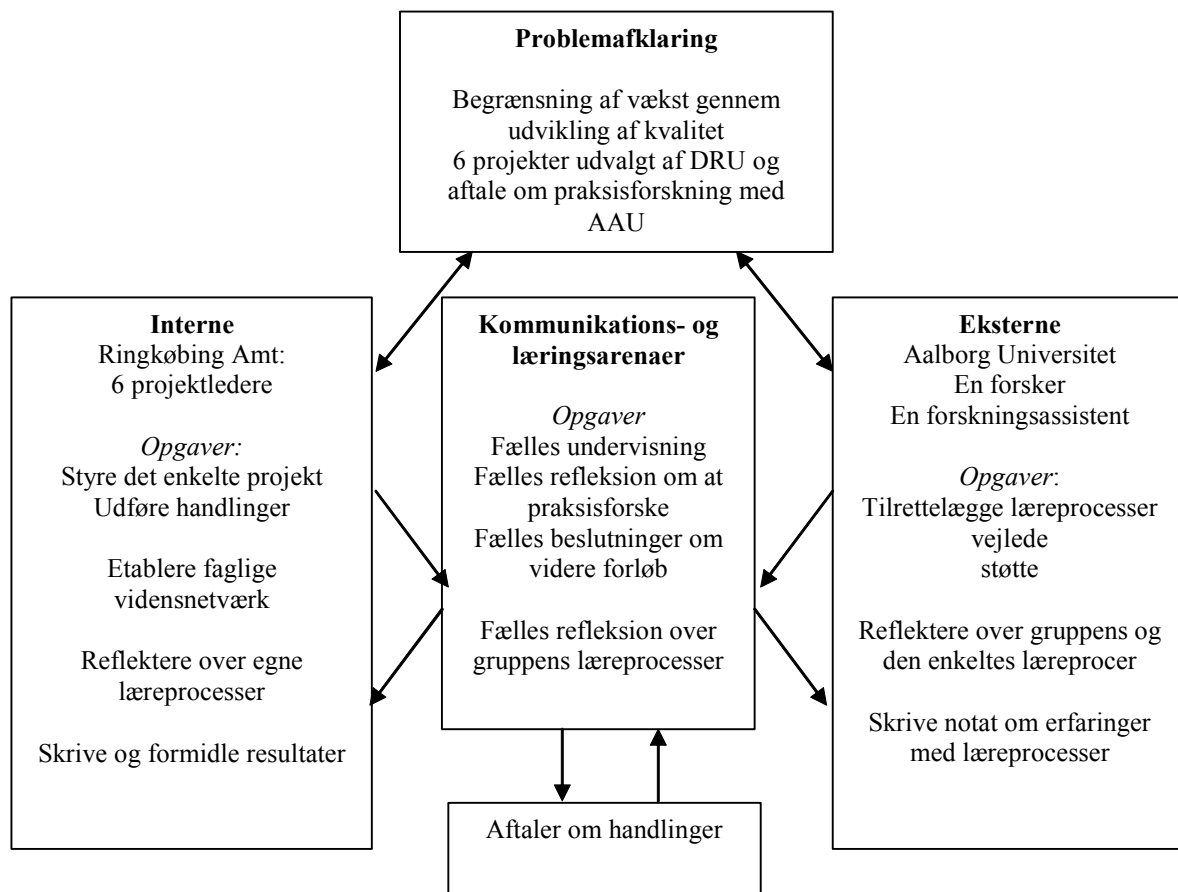 Problemafklaring
Begrænsning af vækst gennem
udvikling af kvalitet
6 projekter udvalgt af DRU og
aftale om praksisforskning med
AAU
Interne
Ringkøbing Amt:
6 projektledere
Opgaver:
Styre det enkelte projekt
Udføre handlinger
Etablere faglige
vidensnetværk
Reflektere over egne
læreprocesser
Skrive og formidle resultater
Kommunikations- og
læringsarenaer
Opgaver
Fælles undervisning
Fælles refleksion om at
praksisforske
Fælles beslutninger om
videre forløb
Fælles refleksion over
gruppens læreprocesser
Eksterne
Aalborg Universitet
En forsker
En forskningsassistent
Opgaver:
Tilrettelægge læreprocesser
vejlede
støtte
Reflektere over gruppens og
den enkeltes læreprocer
Skrive notat om erfaringer
med læreprocesser
Aftaler om handlinger